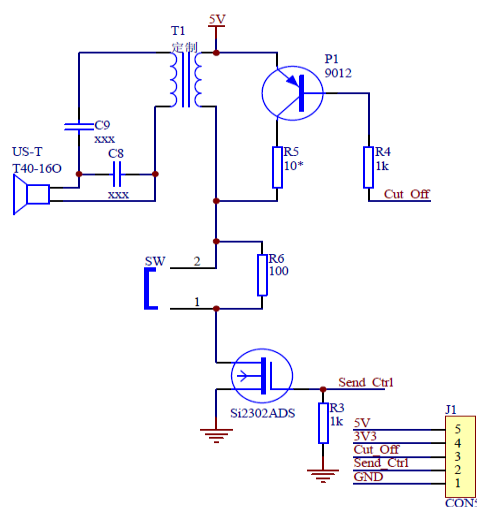 5V
T1
定制
P1
9012
C9
xxx
C8
xxx
US-T
T40-16O
R5
10*
R4
1k
Cut_Off
SW
2
1
R6
100
Si2302ADS
Send_Ctrl
R3
1k
J1
5V 5
3V3 4
Cut_Off 3
Send_Ctrl 2
GND 1
CON5